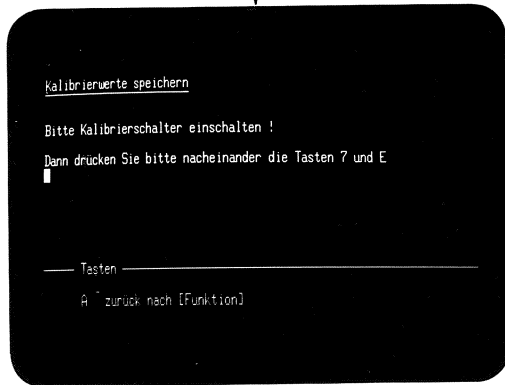 Kalibrierwerte speichern
Bitte Kalibrierschalter einschalten !
Dann drücken Sie bitte nacheinander die Tasten 7 und E
Tasten
A ^ zurück nach [Funktion]